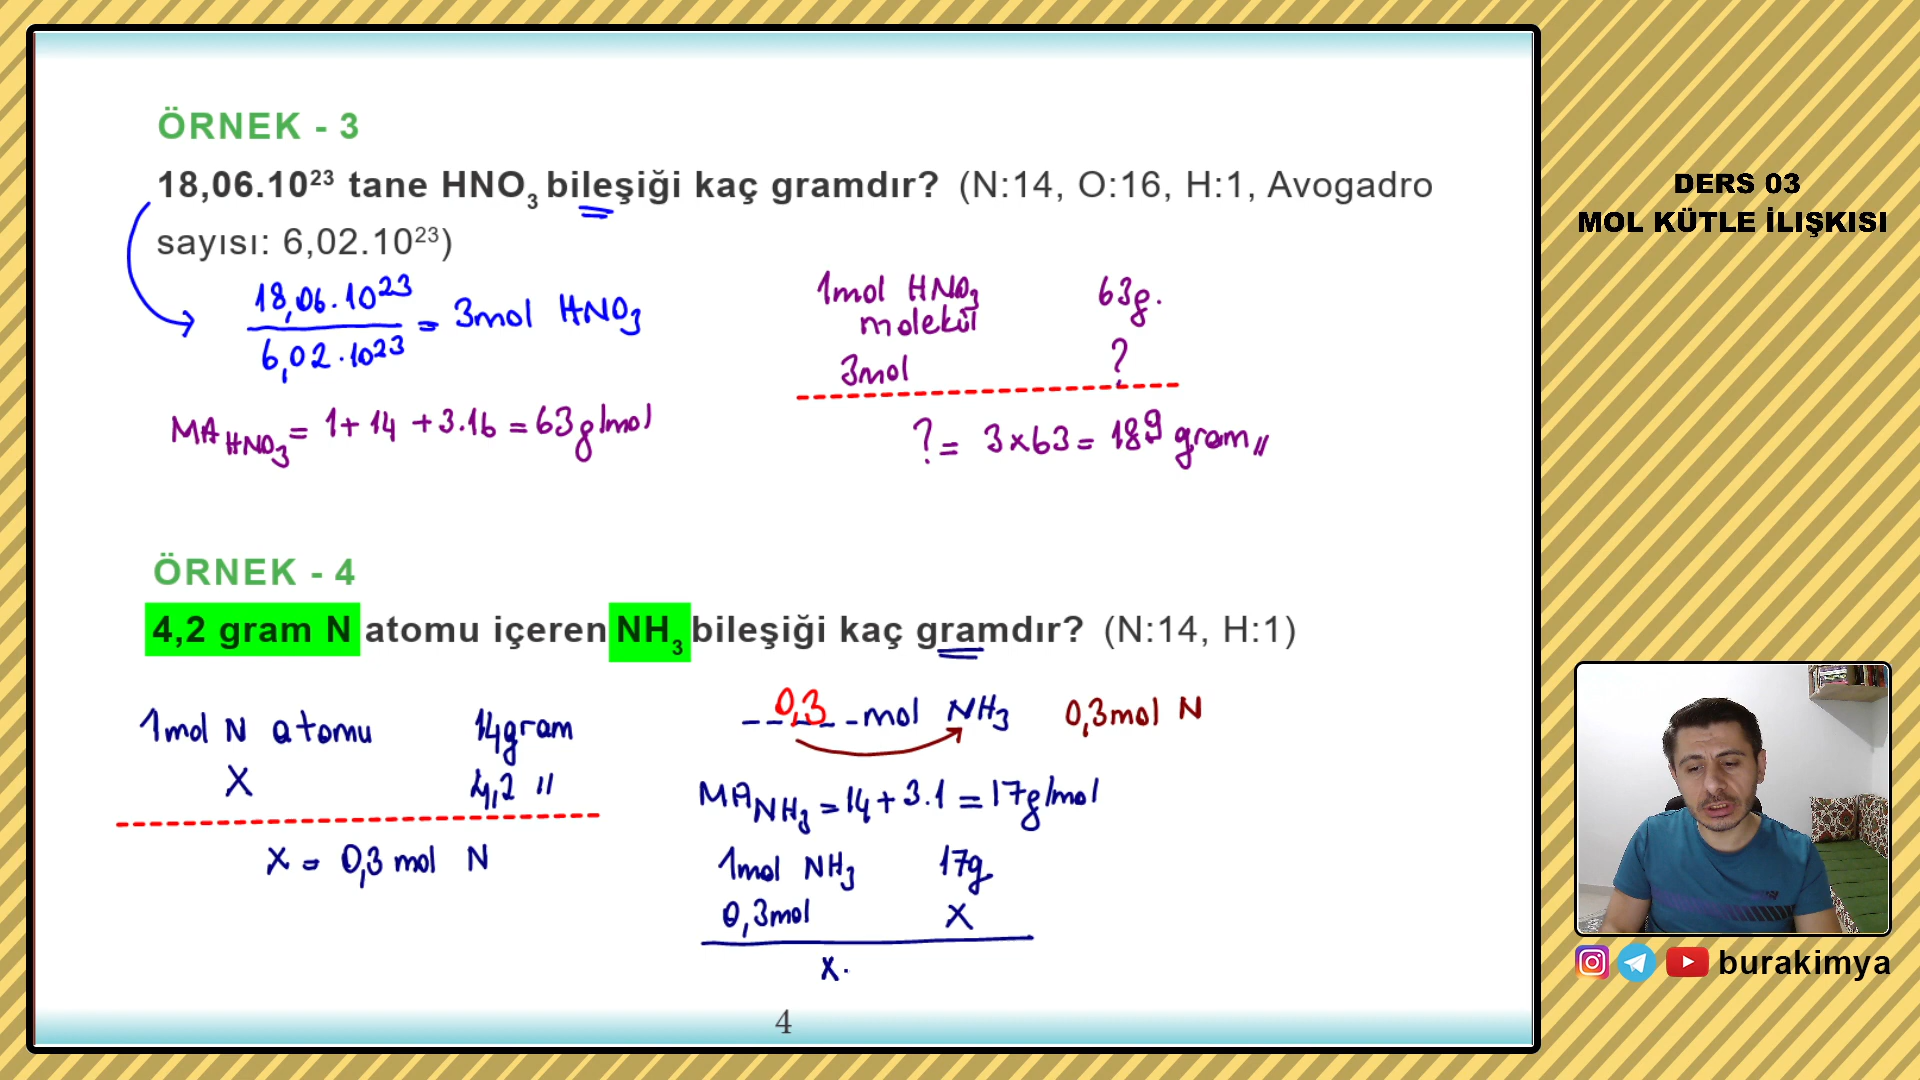 ÖRNEK - 3
18,06.10²³ tane HNO₃ bileşiği kaç gramdır? (N:14, O:16, H:1, Avogadro
sayısı: 6,02.10²³)
18,06.10²³
6,02.10²³
= 3mol HNO₃
MA HNO₃ = 1+14+3.16 = 63g/mol
1mol HNO₃ 63g.
molekül
3mol ?
? = 3x63 = 189 gram //
ÖRNEK - 4
4,2 gram N atomu içeren NH₃ bileşiği kaç gramdır? (N:14, H:1)
1mol N atomu 14gram
X 4,2 //
X = 0,3 mol N
0,3 mol NH₃ 0,3mol N
MA NH₃ = 14+3.1 = 17g/mol
1mol NH₃ 17g
0,3mol X
X.
4
DERS 03
MOL KÜTLE İLIŞKISI
burakimya